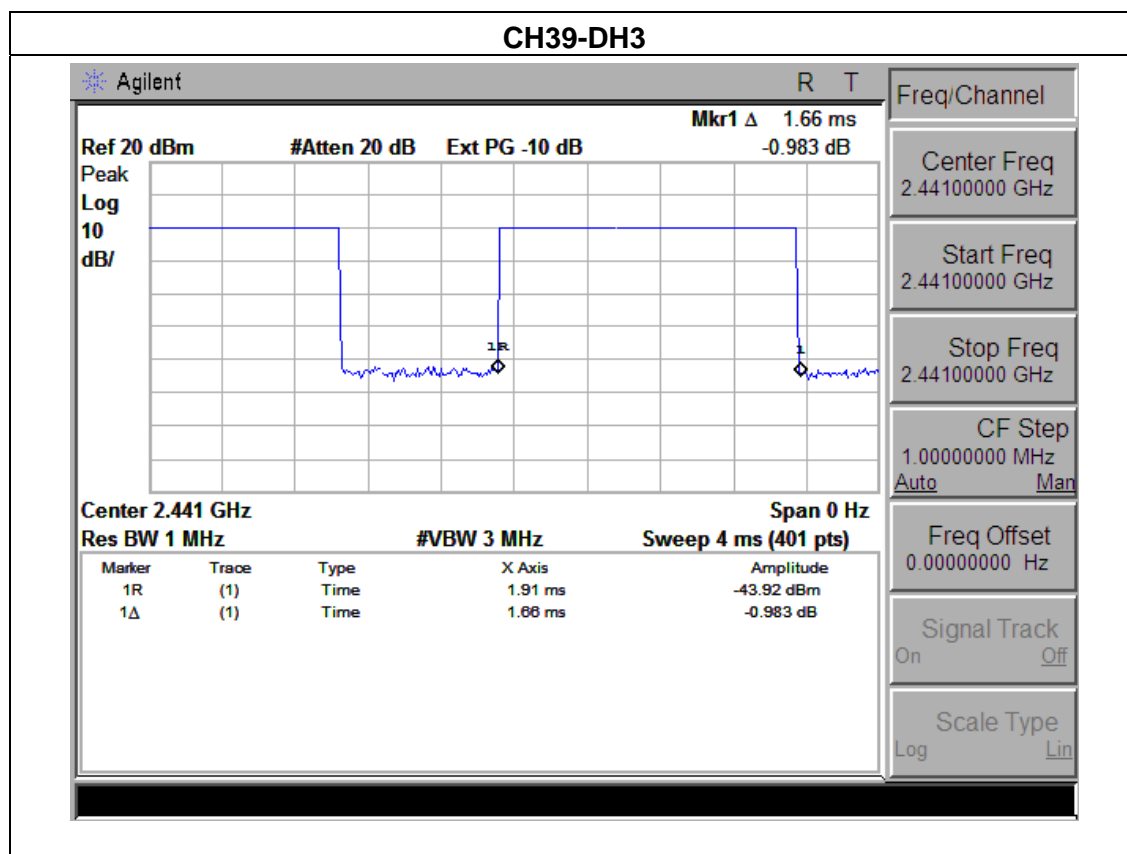 CH39-DH3
Agilent R T
Mkr1 Δ 1.66 ms
Ref 20 dBm #Atten 20 dB Ext PG -10 dB -0.983 dB
Peak
Log
10
dB/
1R
1
Center 2.441 GHz Span 0 Hz
Res BW 1 MHz #VBW 3 MHz Sweep 4 ms (401 pts)
Marker Trace Type X Axis Amplitude
1R (1) Time 1.91 ms -43.92 dBm
1Δ (1) Time 1.66 ms -0.983 dB
Freq/Channel
Center Freq
2.44100000 GHz
Start Freq
2.44100000 GHz
Stop Freq
2.44100000 GHz
CF Step
1.00000000 MHz
Auto Man
Freq Offset
0.00000000 Hz
Signal Track
On Off
Scale Type
Log Lin